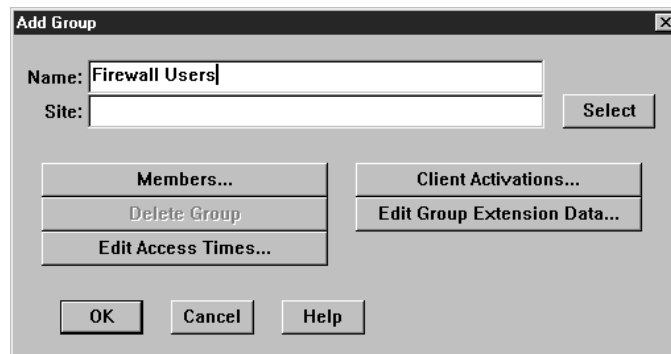 Add Group
Name: Firewall Users
Site:
Select
Members...
Client Activations...
Delete Group
Edit Group Extension Data...
Edit Access Times...
OK Cancel Help